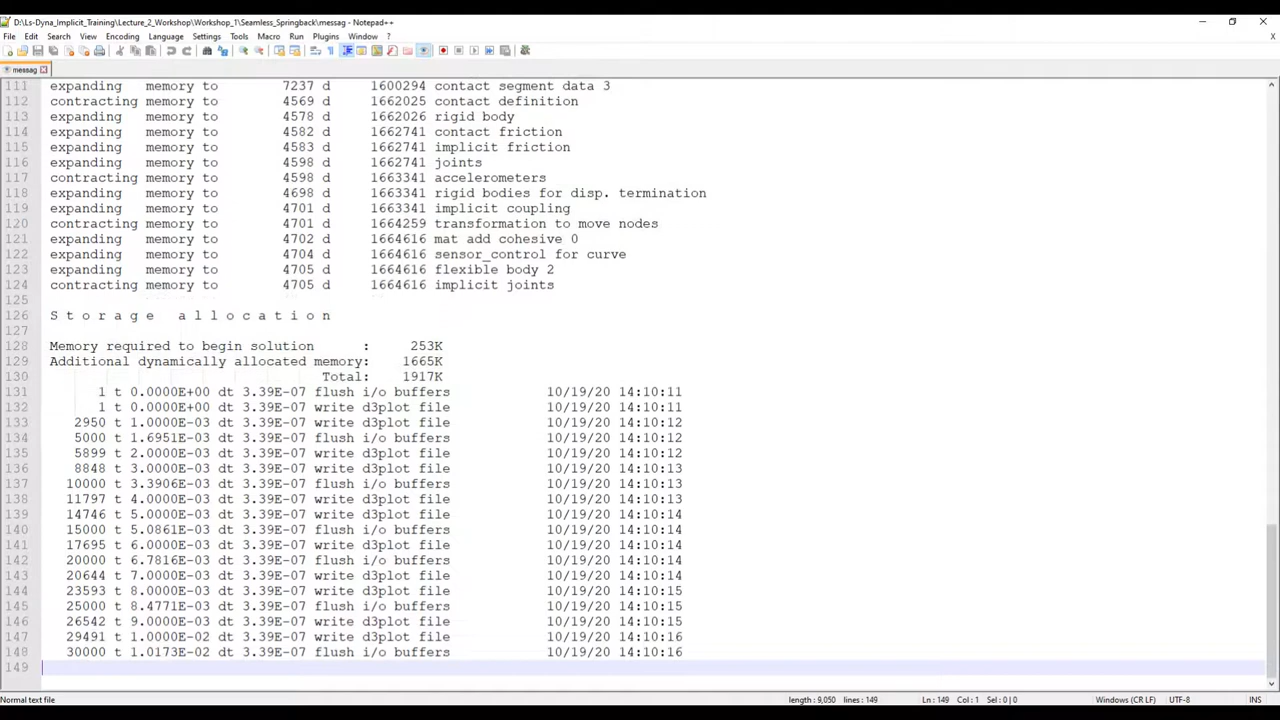 D:\Ls-Dyna_Implicit_Training\Lecture_2_Workshop\Workshop_1\Seamless_Springback\messag - Notepad++
File Edit Search View Encoding Language Settings Tools Macro Run Plugins Window ? X
messag
111 expanding memory to 7237 d 1600294 contact segment data 3
112 contracting memory to 4569 d 1662025 contact definition
113 expanding memory to 4578 d 1662026 rigid body
114 expanding memory to 4582 d 1662741 contact friction
115 expanding memory to 4583 d 1662741 implicit friction
116 expanding memory to 4598 d 1662741 joints
117 contracting memory to 4598 d 1663341 accelerometers
118 expanding memory to 4698 d 1663341 rigid bodies for disp. termination
119 expanding memory to 4701 d 1663341 implicit coupling
120 contracting memory to 4701 d 1664259 transformation to move nodes
121 expanding memory to 4702 d 1664616 mat add cohesive 0
122 expanding memory to 4704 d 1664616 sensor_control for curve
123 expanding memory to 4705 d 1664616 flexible body 2
124 contracting memory to 4705 d 1664616 implicit joints
125
126 S t o r a g e a l l o c a t i o n
127
128 Memory required to begin solution : 253K
129 Additional dynamically allocated memory: 1665K
130 Total: 1917K
131 1 t 0.0000E+00 dt 3.39E-07 flush i/o buffers 10/19/20 14:10:11
132 1 t 0.0000E+00 dt 3.39E-07 write d3plot file 10/19/20 14:10:11
133 2950 t 1.0000E-03 dt 3.39E-07 write d3plot file 10/19/20 14:10:12
134 5000 t 1.6951E-03 dt 3.39E-07 flush i/o buffers 10/19/20 14:10:12
135 5899 t 2.0000E-03 dt 3.39E-07 write d3plot file 10/19/20 14:10:12
136 8848 t 3.0000E-03 dt 3.39E-07 write d3plot file 10/19/20 14:10:13
137 10000 t 3.3906E-03 dt 3.39E-07 flush i/o buffers 10/19/20 14:10:13
138 11797 t 4.0000E-03 dt 3.39E-07 write d3plot file 10/19/20 14:10:13
139 14746 t 5.0000E-03 dt 3.39E-07 write d3plot file 10/19/20 14:10:14
140 15000 t 5.0861E-03 dt 3.39E-07 flush i/o buffers 10/19/20 14:10:14
141 17695 t 6.0000E-03 dt 3.39E-07 write d3plot file 10/19/20 14:10:14
142 20000 t 6.7816E-03 dt 3.39E-07 flush i/o buffers 10/19/20 14:10:14
143 20644 t 7.0000E-03 dt 3.39E-07 write d3plot file 10/19/20 14:10:14
144 23593 t 8.0000E-03 dt 3.39E-07 write d3plot file 10/19/20 14:10:15
145 25000 t 8.4771E-03 dt 3.39E-07 flush i/o buffers 10/19/20 14:10:15
146 26542 t 9.0000E-03 dt 3.39E-07 write d3plot file 10/19/20 14:10:15
147 29491 t 1.0000E-02 dt 3.39E-07 write d3plot file 10/19/20 14:10:16
148 30000 t 1.0173E-02 dt 3.39E-07 flush i/o buffers 10/19/20 14:10:16
149
Normal text file length : 9,050 lines : 149 Ln : 149 Col : 1 Sel : 0 | 0 Windows (CR LF) UTF-8 INS